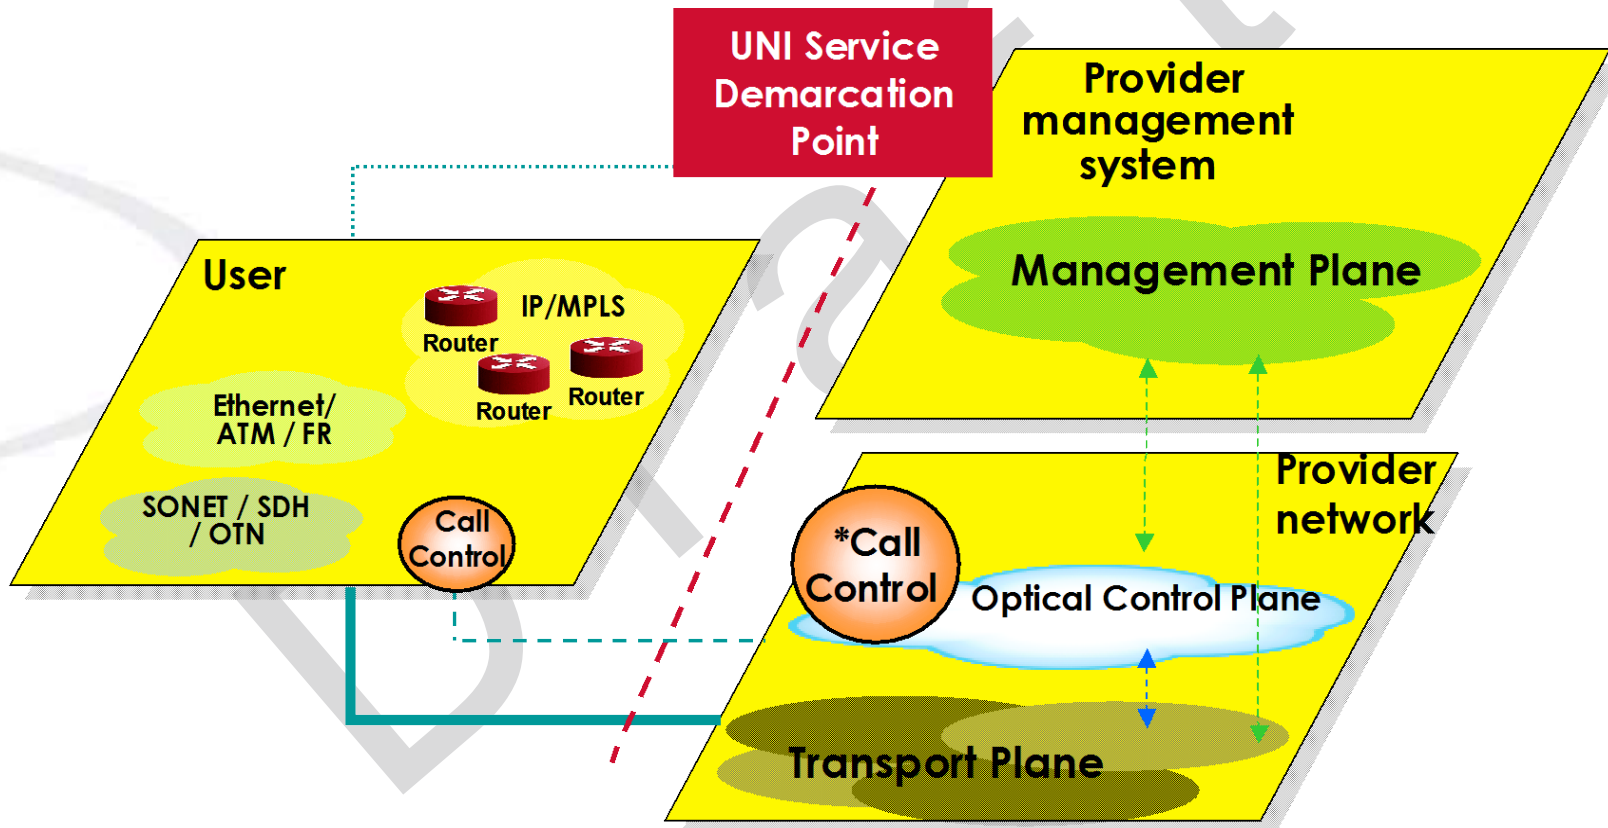 UNI Service
Demarcation
Point
Provider
management
system
Management Plane
User
IP/MPLS
Router
Router
Router
Ethernet/
ATM / FR
SONET / SDH
/ OTN
Call
Control
Provider
network
*Call
Control
Optical Control Plane
Transport Plane
Draft